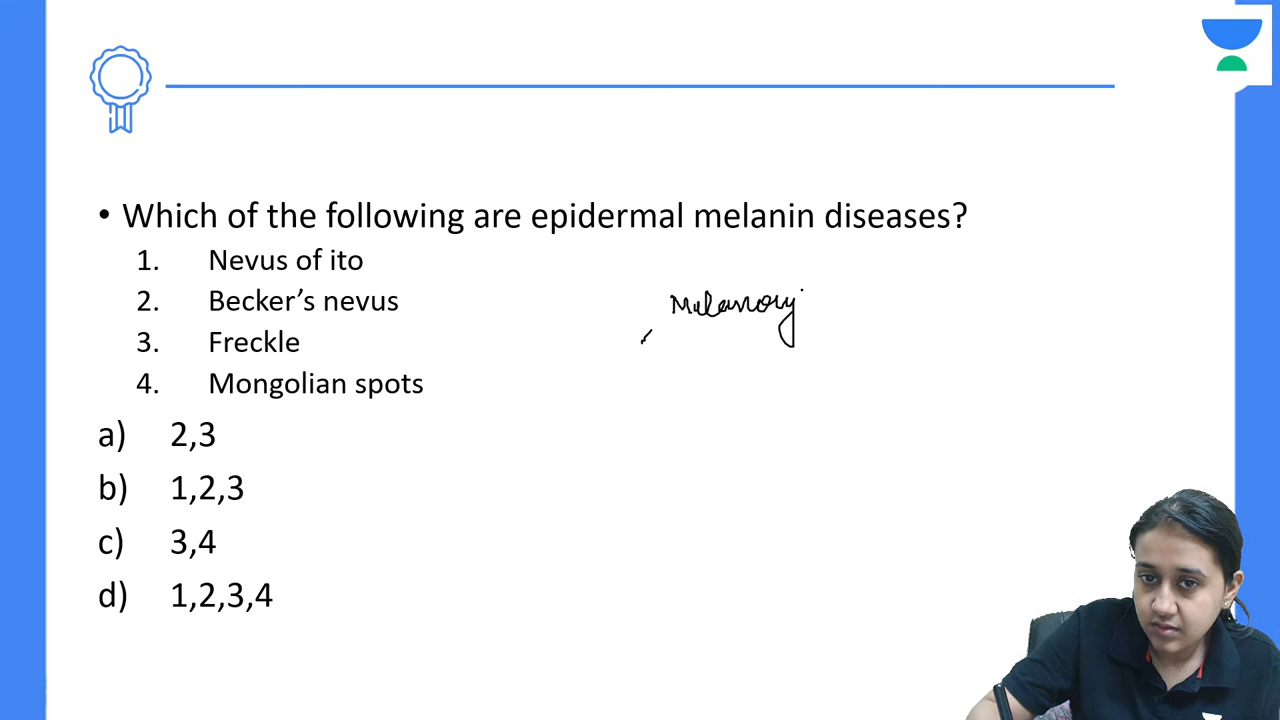 • Which of the following are epidermal melanin diseases?
1. Nevus of ito
2. Becker’s nevus
Melanocy
3. Freckle
4. Mongolian spots
a) 2,3
b) 1,2,3
c) 3,4
d) 1,2,3,4